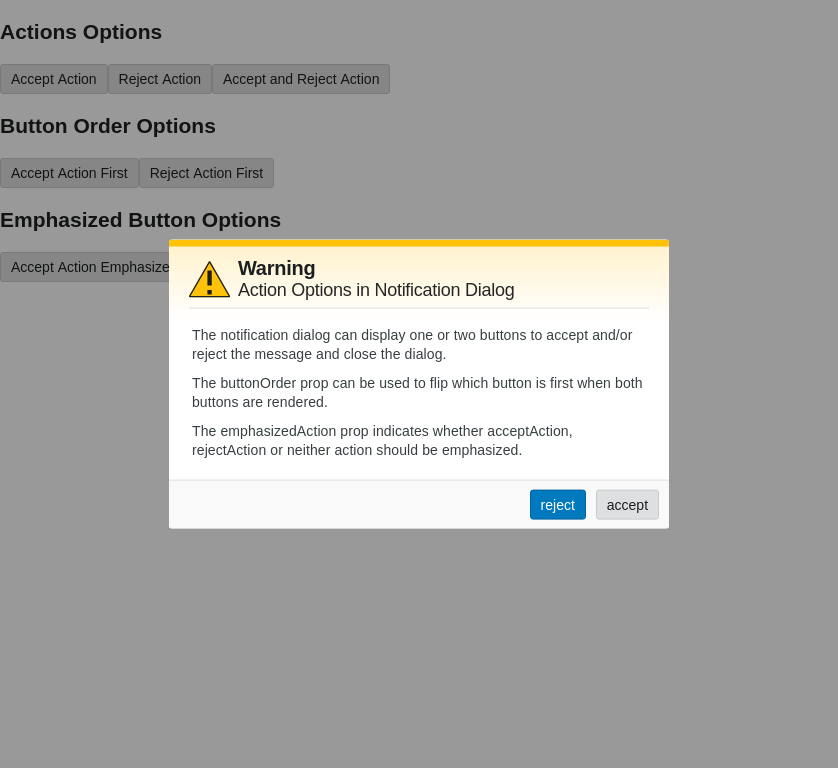 Actions Options
Accept Action Reject Action Accept and Reject Action
Button Order Options
Accept Action First Reject Action First
Emphasized Button Options
Accept Action Emphasize
Warning
Action Options in Notification Dialog
The notification dialog can display one or two buttons to accept and/or
reject the message and close the dialog.
The buttonOrder prop can be used to flip which button is first when both
buttons are rendered.
The emphasizedAction prop indicates whether acceptAction,
rejectAction or neither action should be emphasized.
reject accept